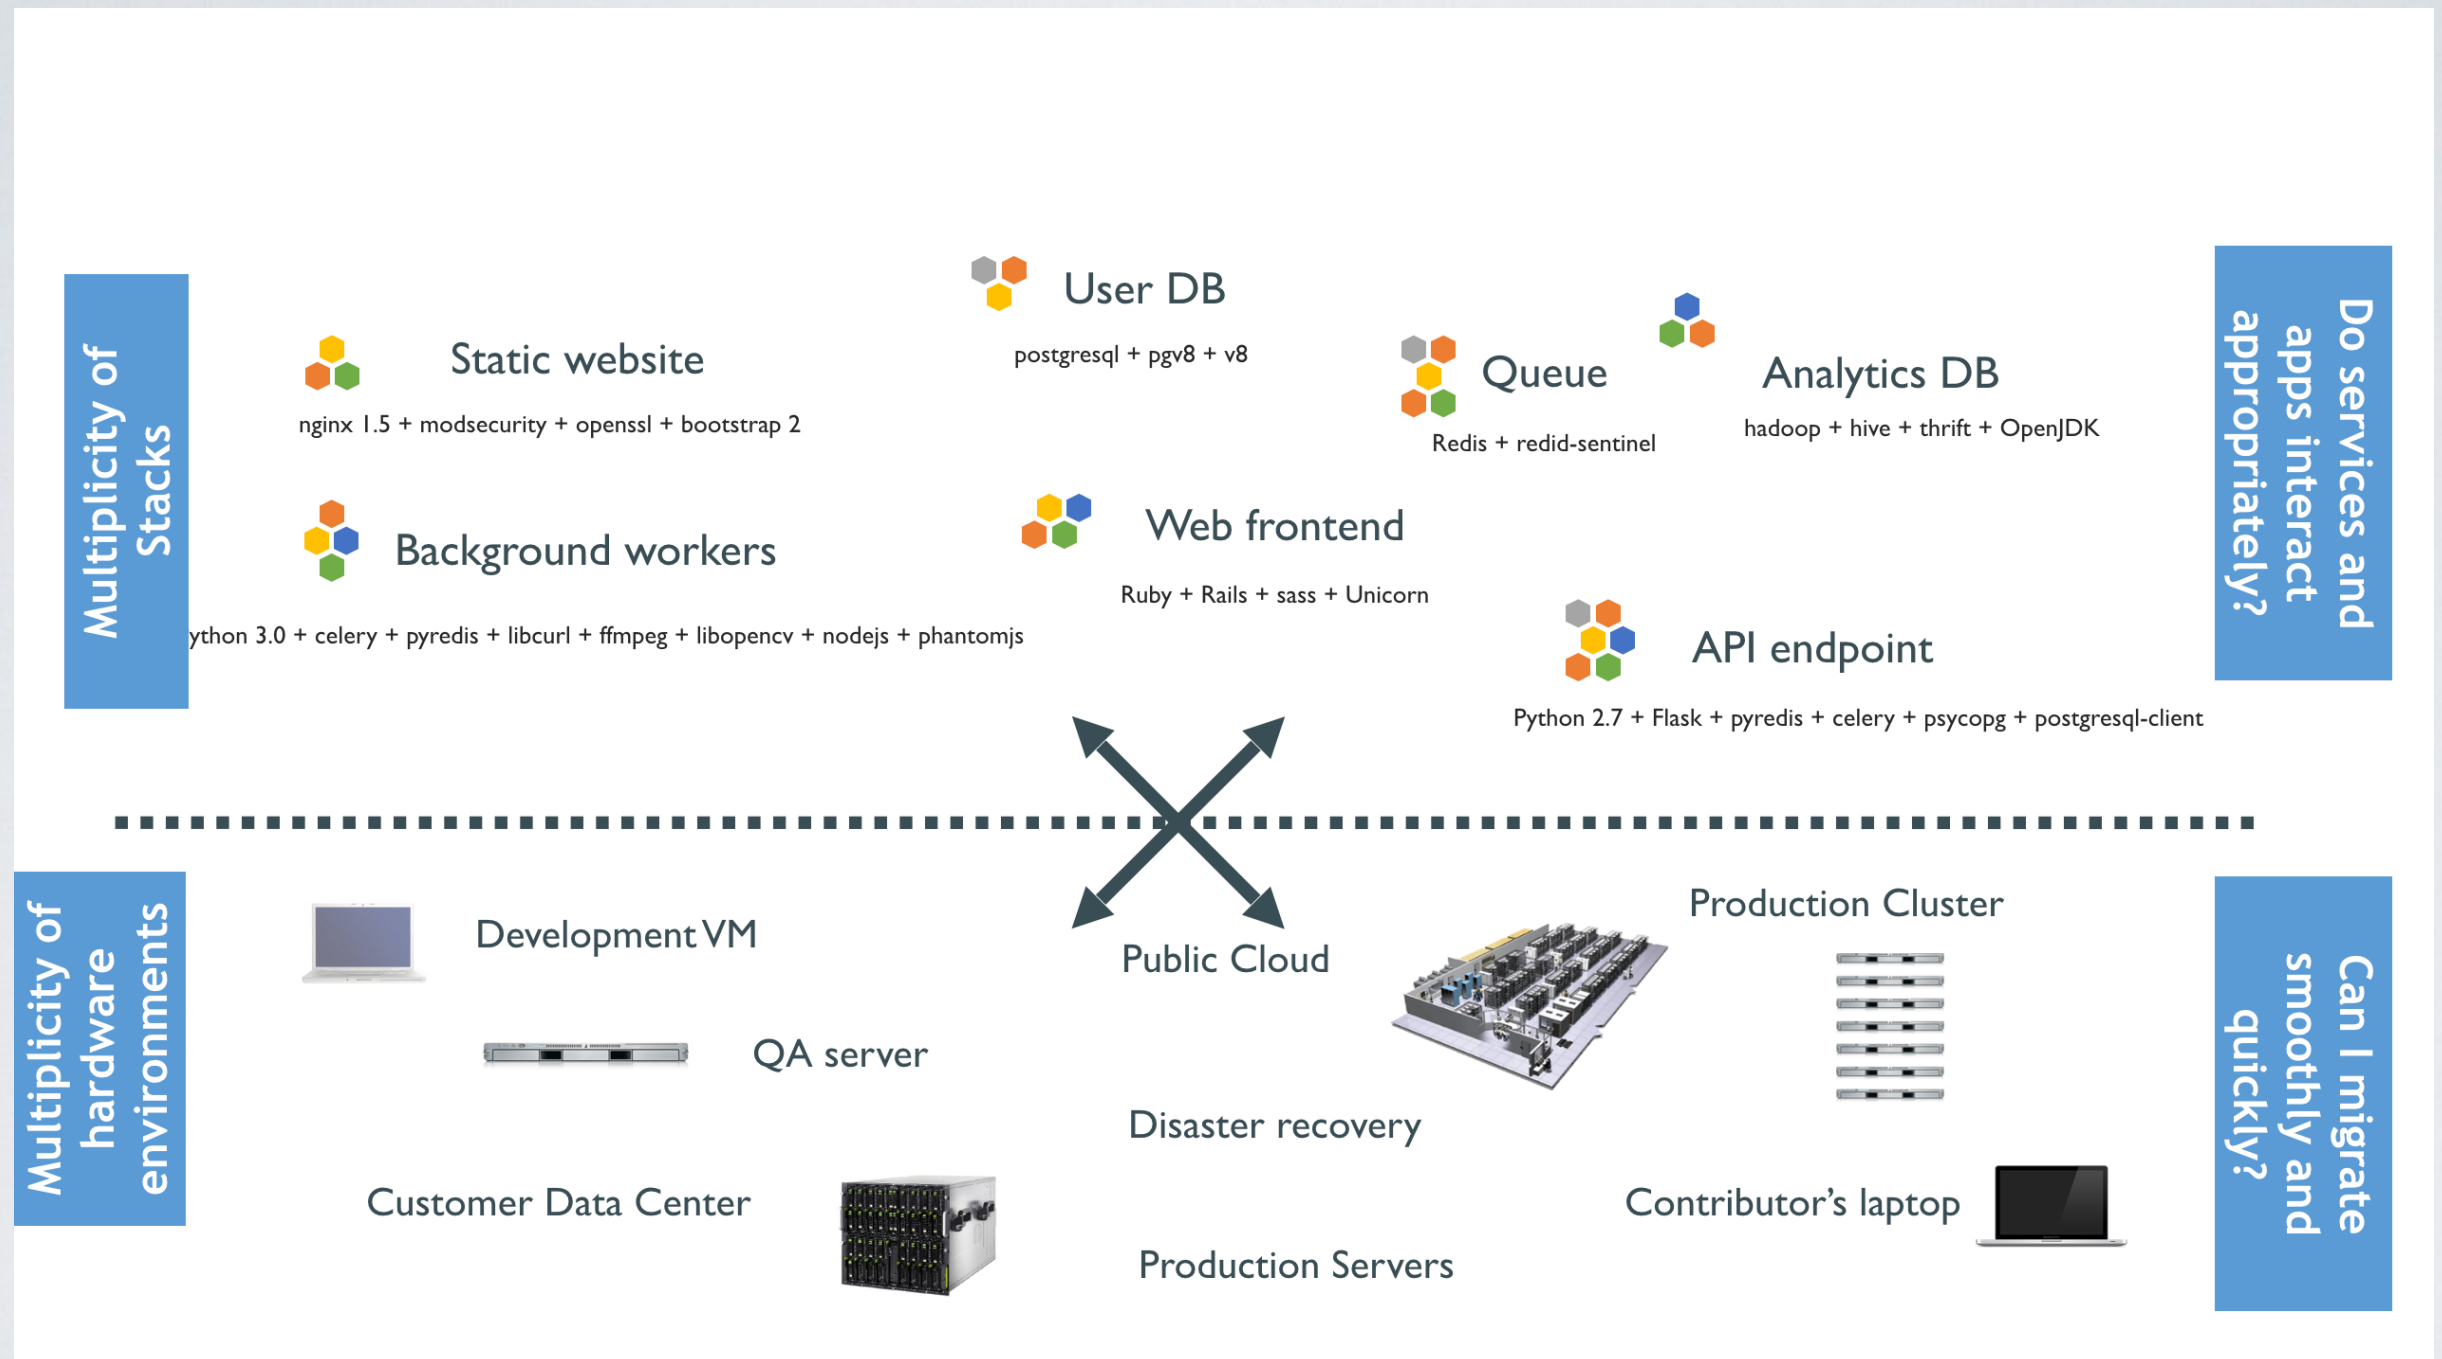 Multiplicity of
Stacks
Static website
nginx 1.5 + modsecurity + openssl + bootstrap 2
Background workers
ython 3.0 + celery + pyredis + libcurl + ffmpeg + libopencv + nodejs + phantomjs
User DB
postgresql + pgv8 + v8
Web frontend
Ruby + Rails + sass + Unicorn
Queue
Redis + redid-sentinel
Analytics DB
hadoop + hive + thrift + OpenJDK
API endpoint
Python 2.7 + Flask + pyredis + celery + psycopg + postgresql-client
Do services and
apps interact
appropriately?
Multiplicity of
hardware
environments
Development VM
QA server
Customer Data Center
Public Cloud
Disaster recovery
Production Servers
Production Cluster
Contributor’s laptop
Can I migrate
smoothly and
quickly?